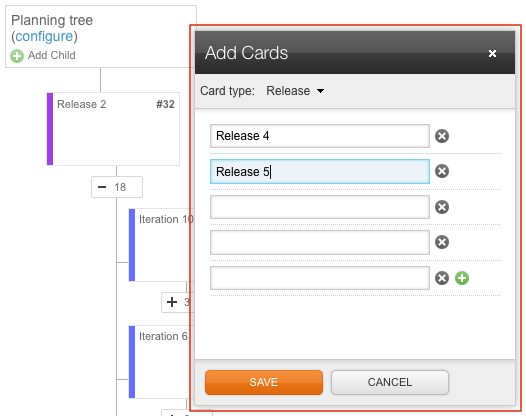 Planning tree
(configure)
Add Child
Release 2 #32
18
Iteration 10
3
Iteration 6
Add Cards
Card type: Release
Release 4
Release 5
SAVE
CANCEL